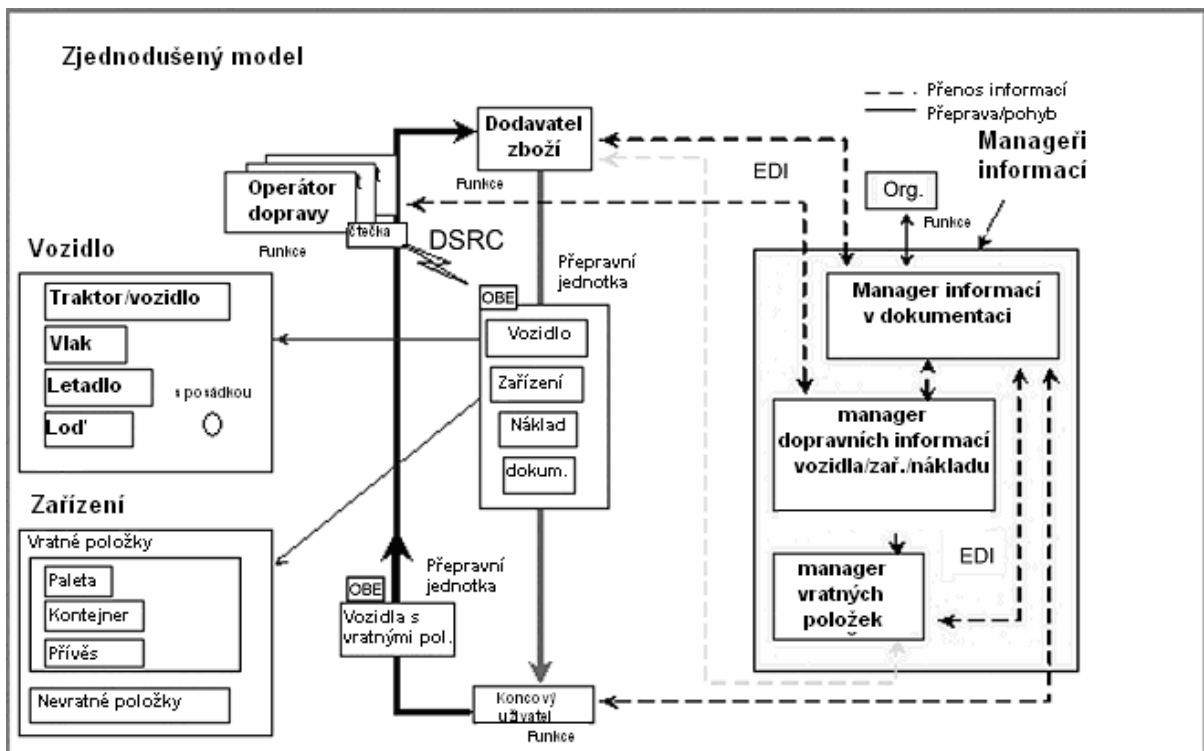 Zjednodušený model
Přenos informací
Přeprava/pohyb
Manageři
informací
Dodavatel
zboží
Funkce
EDI
Org.
Funkce
Operátor
dopravy
čtečka
Funkce
DSRC
Vozidlo
Traktor/vozidlo
Vlak
Letadlo
s posádkou
Loď
Přepravní
jednotka
OBE
Vozidlo
Zařízení
Náklad
dokum.
Manager informací
v dokumentaci
manager
dopravních informací
vozidla/zař./nákladu
EDI
manager
vratných
položek
Zařízení
Vratné položky
Paleta
Kontejner
Přívěs
Nevratné položky
Přepravní
jednotka
OBE
Vozidla s
vratnými pol.
Koncový
uživatel
Funkce